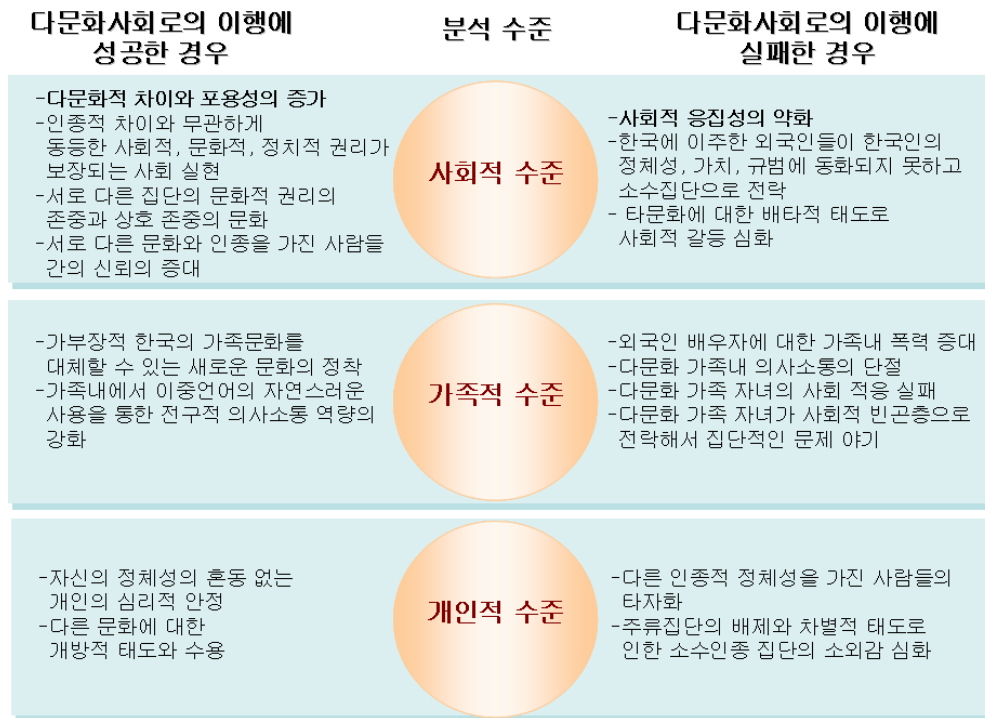 다문화사회로의 이행에
성공한 경우
분석 수준
다문화사회로의 이행에
실패한 경우
-다문화적 차이와 포용성의 증가
-인종적 차이와 무관하게
동등한 사회적, 문화적, 정치적 권리가
보장되는 사회 실현
-서로 다른 집단의 문화적 권리의
존중과 상호 존중의 문화
-서로 다른 문화와 인종을 가진 사람들
간의 신뢰의 증대
사회적 수준
-사회적 응집성의 약화
-한국에 이주한 외국인들이 한국인의
정체성, 가치, 규범에 동화되지 못하고
소수집단으로 전락
- 타문화에 대한 배타적 태도로
사회적 갈등 심화
-가부장적 한국의 가족문화를
대체할 수 있는 새로운 문화의 정착
-가족내에서 이중언어의 자연스러운
사용을 통한 전구적 의사소통 역량의
강화
가족적 수준
-외국인 배우자에 대한 가족내 폭력 증대
-다문화 가족내 의사소통의 단절
-다문화 가족 자녀의 사회 적응 실패
-다문화 가족 자녀가 사회적 빈곤층으로
전락해서 집단적인 문제 야기
-자신의 정체성의 혼동 없는
개인의 심리적 안정
-다른 문화에 대한
개방적 태도와 수용
개인적 수준
-다른 인종적 정체성을 가진 사람들의
타자화
-주류집단의 배제와 차별적 태도로
인한 소수인종 집단의 소외감 심화